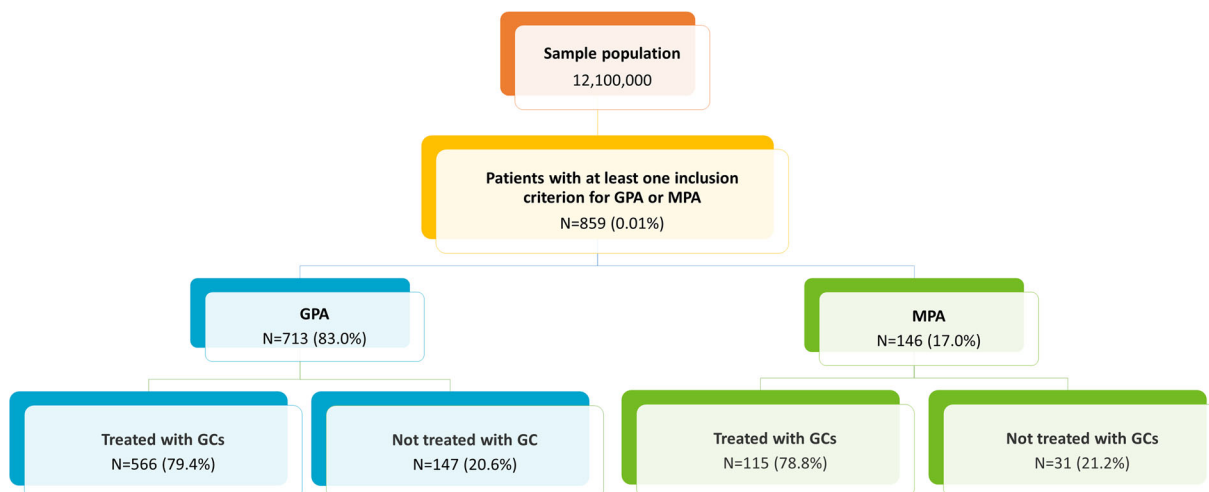 Sample population
12,100,000
Patients with at least one inclusion
criterion for GPA or MPA
N=859 (0.01%)
GPA
N=713 (83.0%)
MPA
N=146 (17.0%)
Treated with GCs
N=566 (79.4%)
Not treated with GC
N=147 (20.6%)
Treated with GCs
N=115 (78.8%)
Not treated with GCs
N=31 (21.2%)